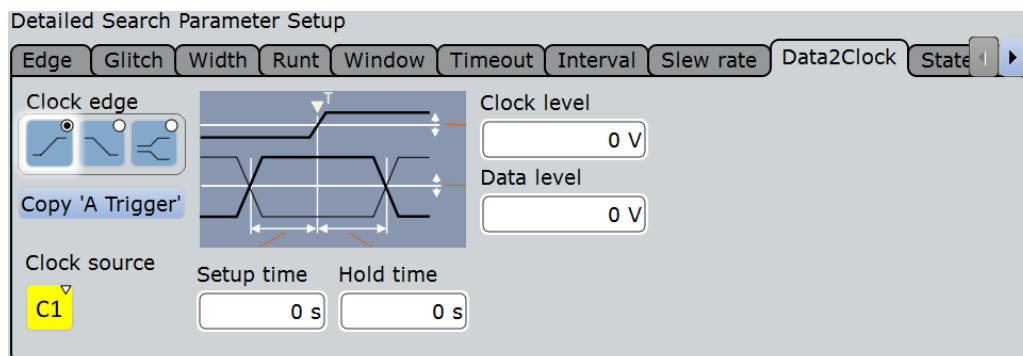 Detailed Search Parameter Setup
Edge Glitch Width Runt Window Timeout Interval Slew rate Data2Clock State
Clock edge
T
Clock level
0 V
Data level
0 V
Copy 'A Trigger'
Clock source
C1
Setup time Hold time
0 s 0 s